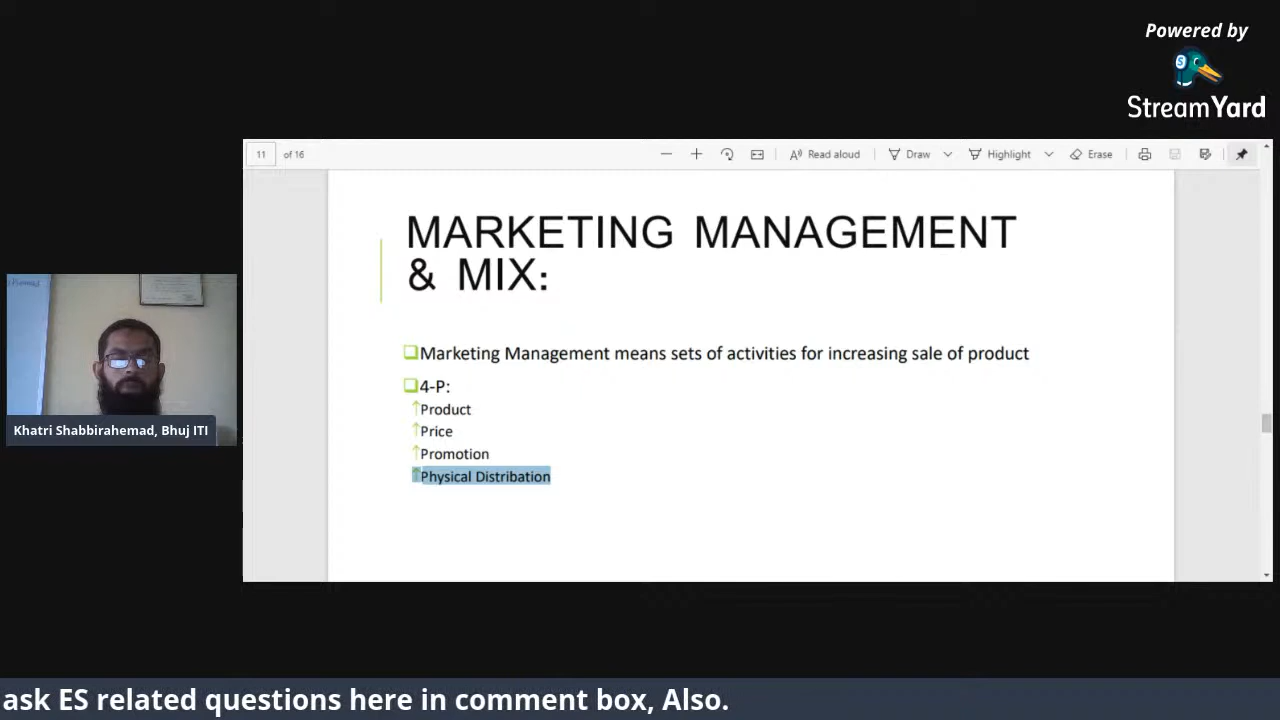 Powered by
StreamYard
11 of 16
Read aloud
Draw
Highlight
Erase
MARKETING MANAGEMENT
& MIX:
Marketing Management means sets of activities for increasing sale of product
4-P:
Product
Price
Promotion
Physical Distribation
Khatri Shabbirahemad, Bhuj ITI
ask ES related questions here in comment box, Also.